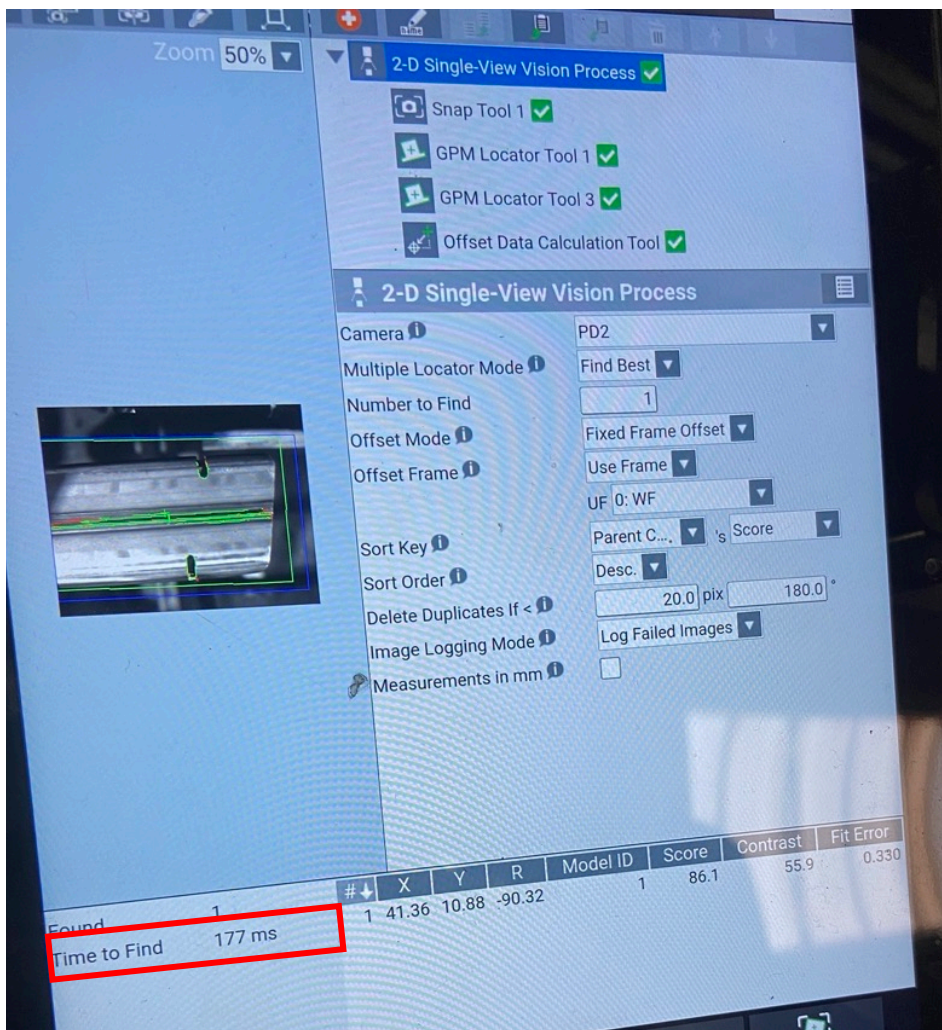 Zoom 50%
2-D Single-View Vision Process
Snap Tool 1
GPM Locator Tool 1
GPM Locator Tool 3
Offset Data Calculation Tool
2-D Single-View Vision Process
Camera PD2
Multiple Locator Mode Find Best
Number to Find 1
Offset Mode Fixed Frame Offset
Offset Frame Use Frame
UF 0: WF
Sort Key Parent C... 's Score
Sort Order Desc.
Delete Duplicates If < 20.0 pix 180.0 °
Image Logging Mode Log Failed Images
Measurements in mm
# X Y R Model ID Score Contrast Fit Error
1 41.36 10.88 -90.32 1 86.1 55.9 0.330
Found 1
Time to Find 177 ms